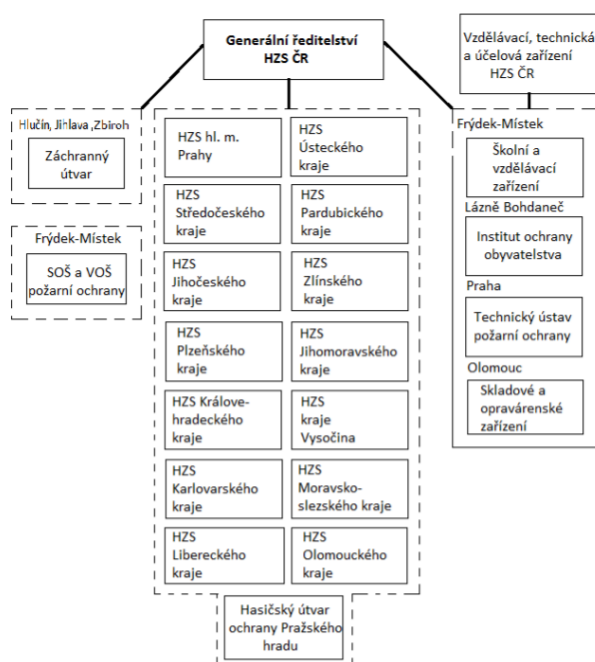 Generální ředitelství
HZS ČR
Vzdělávací, technická
a účelová zařízení
HZS ČR
Hlučín, Jihlava ,Zbiroh
Záchranný
útvar
Frýdek-Místek
SOŠ a VOŠ
požární ochrany
HZS hl. m.
Prahy
HZS
Ústeckého
kraje
HZS
Středočeského
kraje
HZS
Pardubického
kraje
HZS
Jihočeského
kraje
HZS
Zlínského
kraje
HZS
Plzeňského
kraje
HZS
Jihomoravského
kraje
HZS Králove-
hradeckého
kraje
HZS
kraje
Vysočina
HZS
Karlovarského
kraje
HZS
Moravsko-
slezského kraje
HZS
Libereckého
kraje
HZS
Olomouckého
kraje
Hasičský útvar
ochrany Pražského
hradu
Frýdek-Místek
Školní a
vzdělávací
zařízení
Lázně Bohdaneč
Institut ochrany
obyvatelstva
Praha
Technický ústav
požární ochrany
Olomouc
Skladové a
opravárenské
zařízení